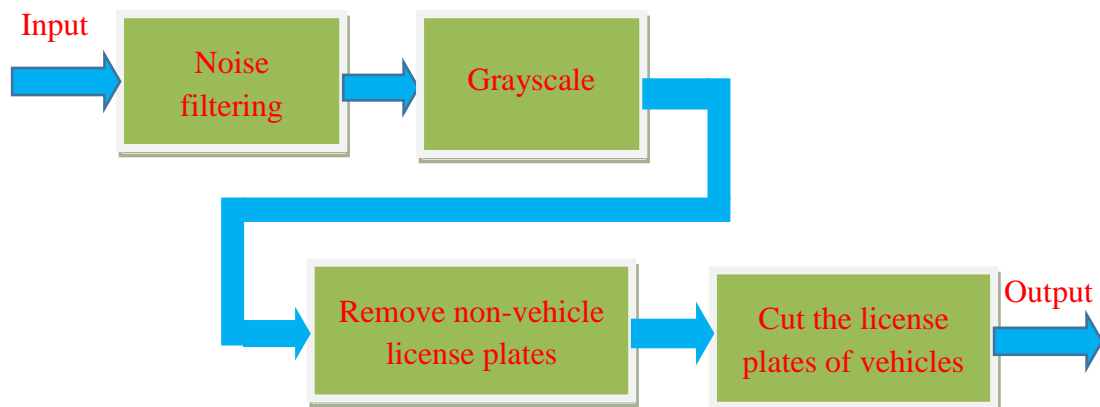 Input
Noise
filtering
Grayscale
Remove non-vehicle
license plates
Cut the license
plates of vehicles
Output